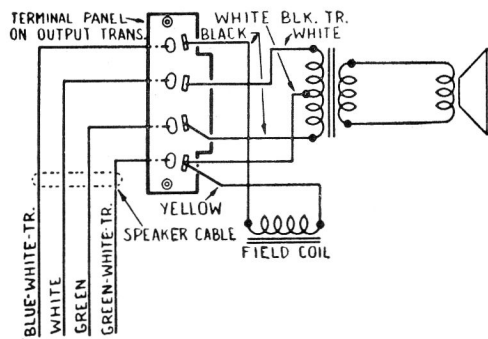 TERMINAL PANEL
ON OUTPUT TRANS.
WHITE BLK. TR.
BLACK
WHITE
YELLOW
SPEAKER CABLE
FIELD COIL
BLUE-WHITE-TR.
WHITE
GREEN
GREEN-WHITE-TR.